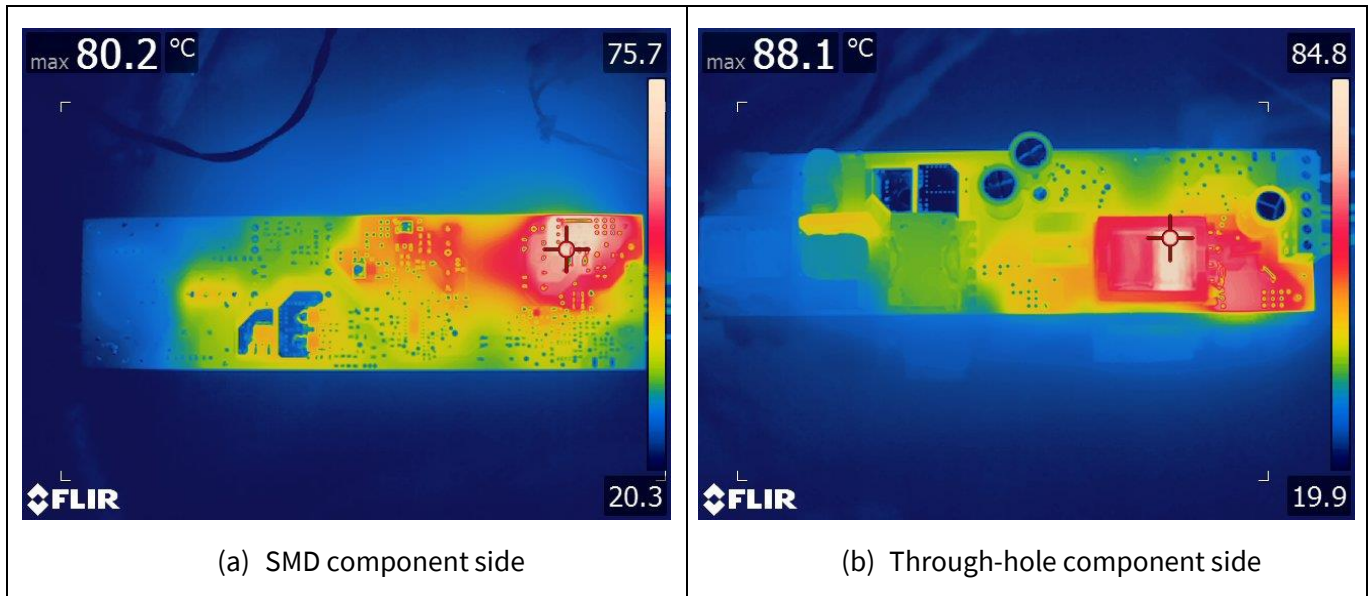 max 80.2 °C
75.7
20.3
FLIR
(a) SMD component side
max 88.1 °C
84.8
19.9
FLIR
(b) Through-hole component side